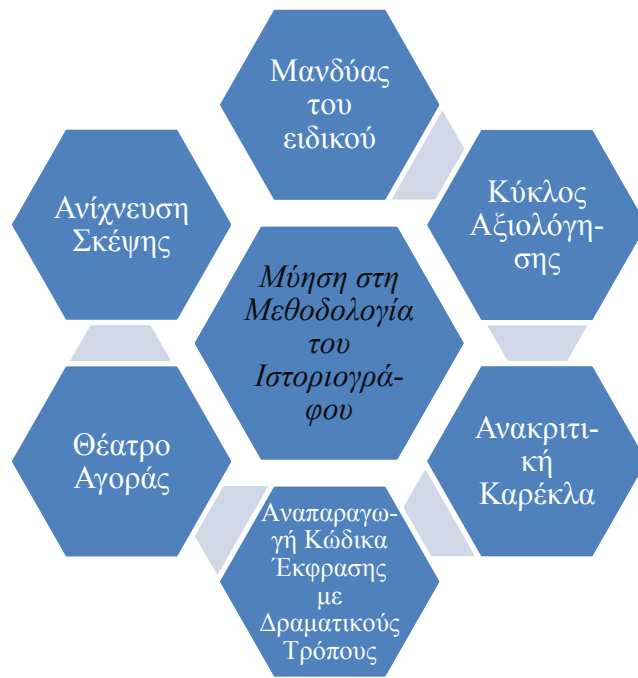 Μανδύας
του
ειδικού
Κύκλος
Αξιολόγη-
σης
Ανακριτι-
κή
Καρέκλα
Αναπαραγω-
γή Κώδικα
Έκφρασης
με
Δραματικούς
Τρόπους
Θέατρο
Αγοράς
Ανίχνευση
Σκέψης
Μύηση στη
Μεθοδολογία
του
Ιστοριογρά-
φου